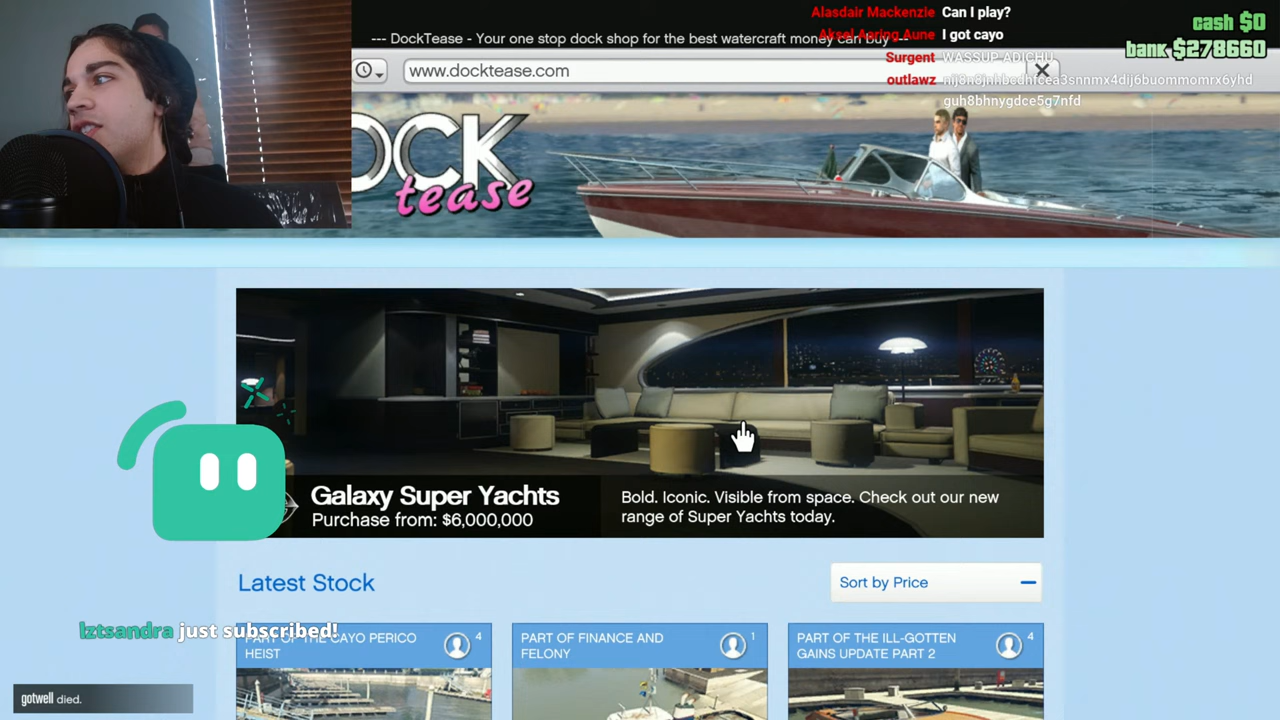 Alasdair Mackenzie Can I play?
cash $0
--- DockTease - Your one stop dock shop for the best watercraft money can buy ---
Aksel Aaring Aune I got cayo
bank $278660
Surgent WASSUP ADICHU
www.docktease.com
outlawz
guh8bhnygdce5g7nfd
OCK
tease
Galaxy Super Yachts
Purchase from: $6,000,000
Bold. Iconic. Visible from space. Check out our new
range of Super Yachts today.
Latest Stock
Sort by Price
lztsandra just subscribed!
PART OF THE CAYO PERICO
HEIST
4
PART OF FINANCE AND
FELONY
1
PART OF THE ILL-GOTTEN
GAINS UPDATE PART 2
4
gotwell died.